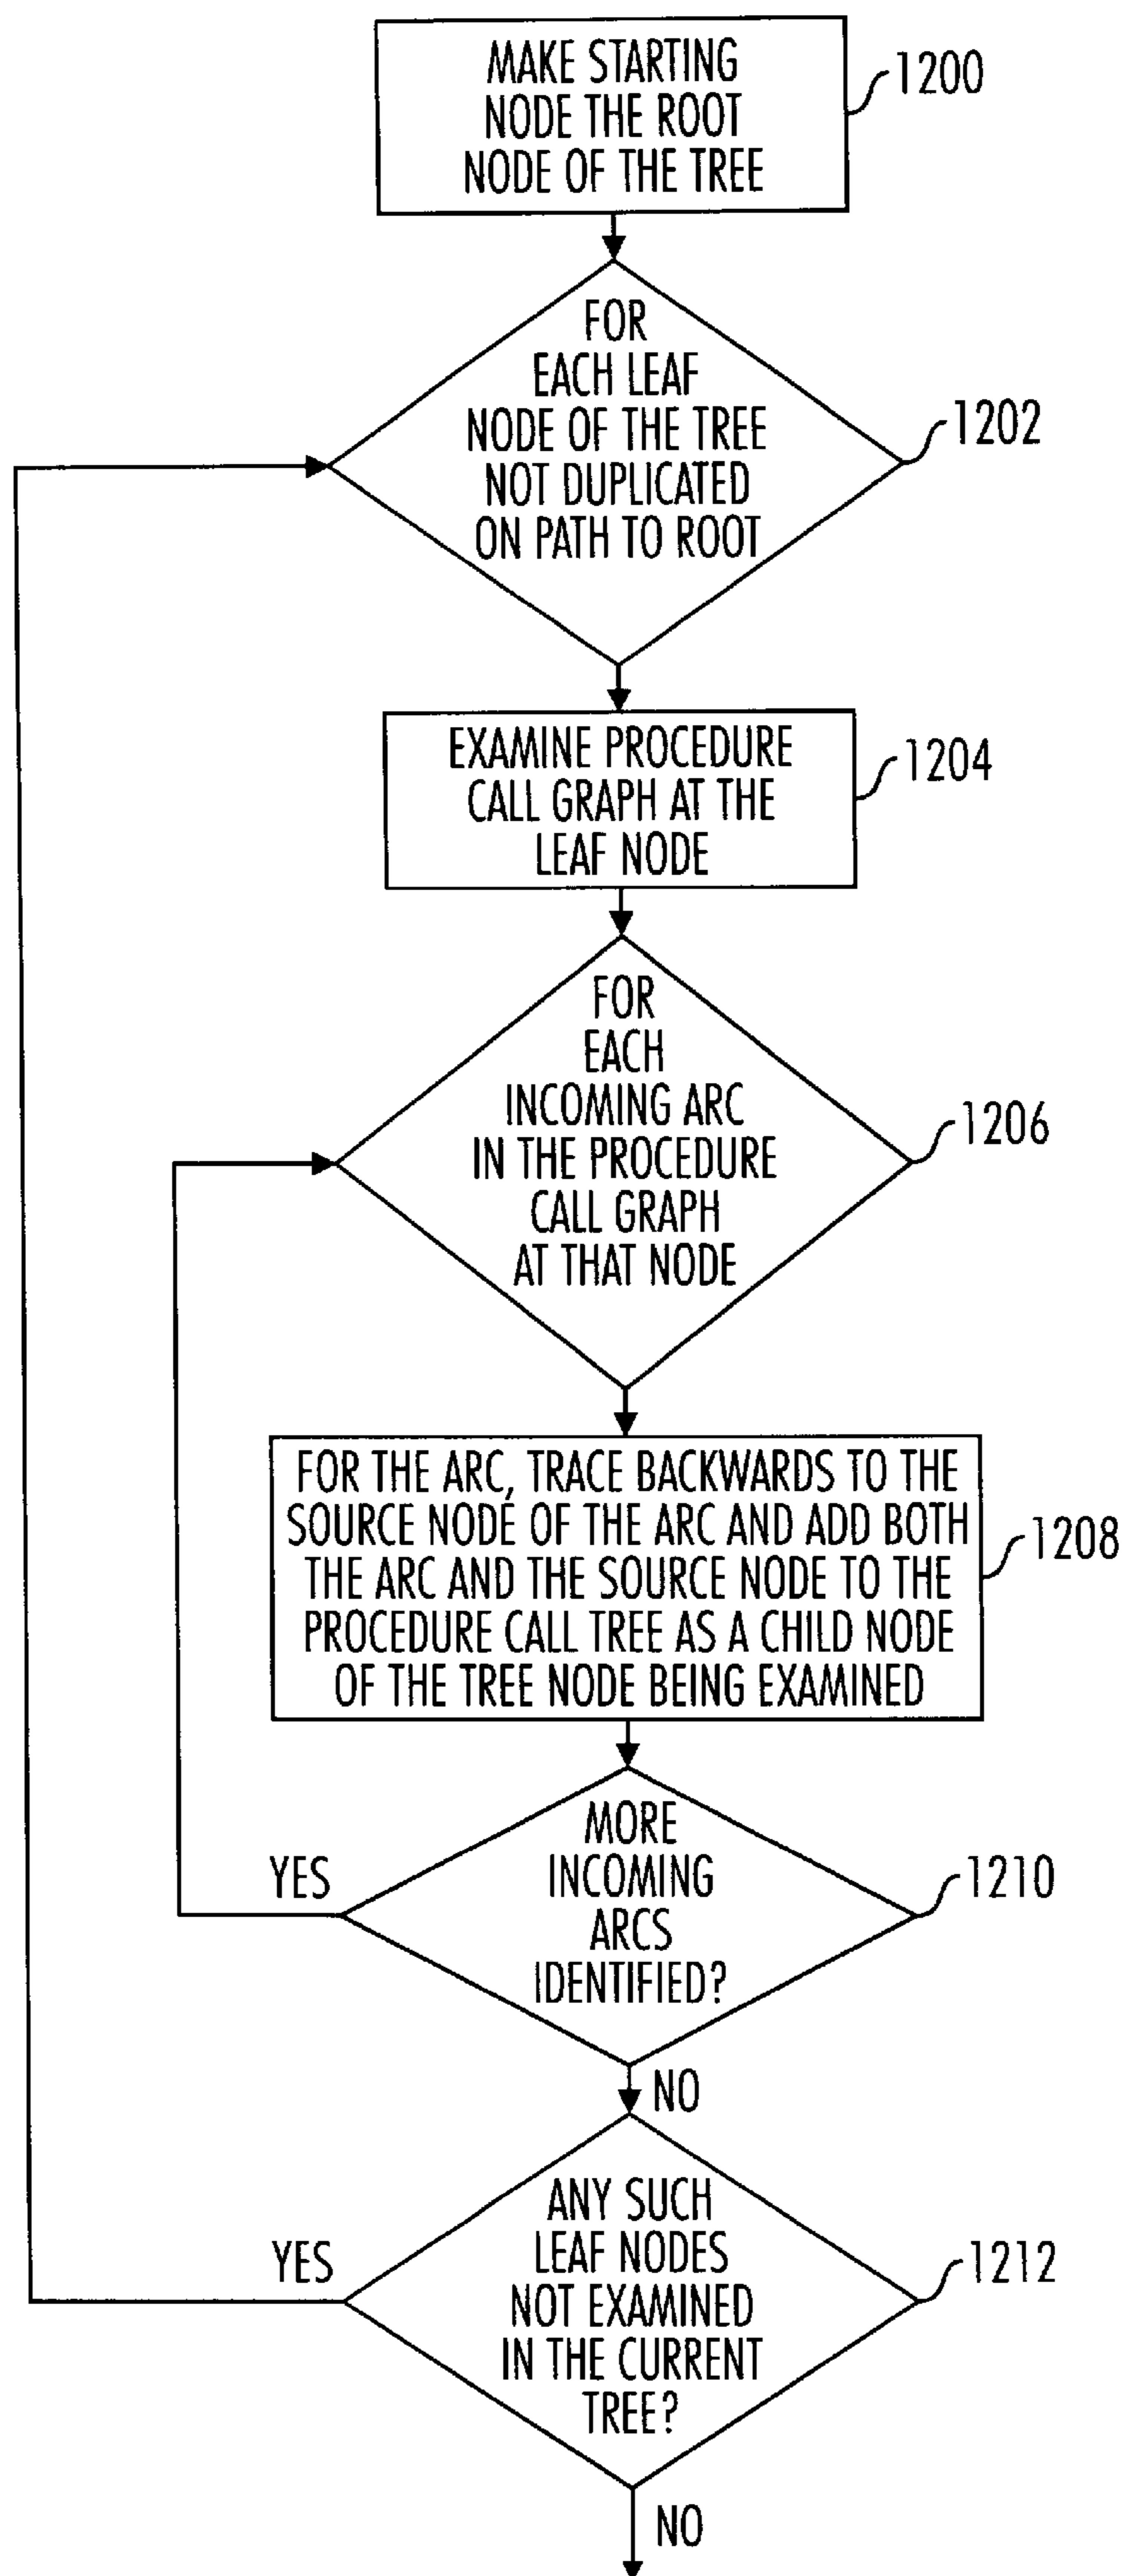 MAKE STARTING
NODE THE ROOT
NODE OF THE TREE
1200
FOR
EACH LEAF
NODE OF THE TREE
NOT DUPLICATED
ON PATH TO ROOT
1202
EXAMINE PROCEDURE
CALL GRAPH AT THE
LEAF NODE
1204
FOR
EACH
INCOMING ARC
IN THE PROCEDURE
CALL GRAPH
AT THAT NODE
1206
FOR THE ARC, TRACE BACKWARDS TO THE
SOURCE NODE OF THE ARC AND ADD BOTH
THE ARC AND THE SOURCE NODE TO THE
PROCEDURE CALL TREE AS A CHILD NODE
OF THE TREE NODE BEING EXAMINED
1208
MORE
INCOMING
ARCS
IDENTIFIED?
YES
1210
NO
ANY SUCH
LEAF NODES
NOT EXAMINED
IN THE CURRENT
TREE?
YES
1212
NO